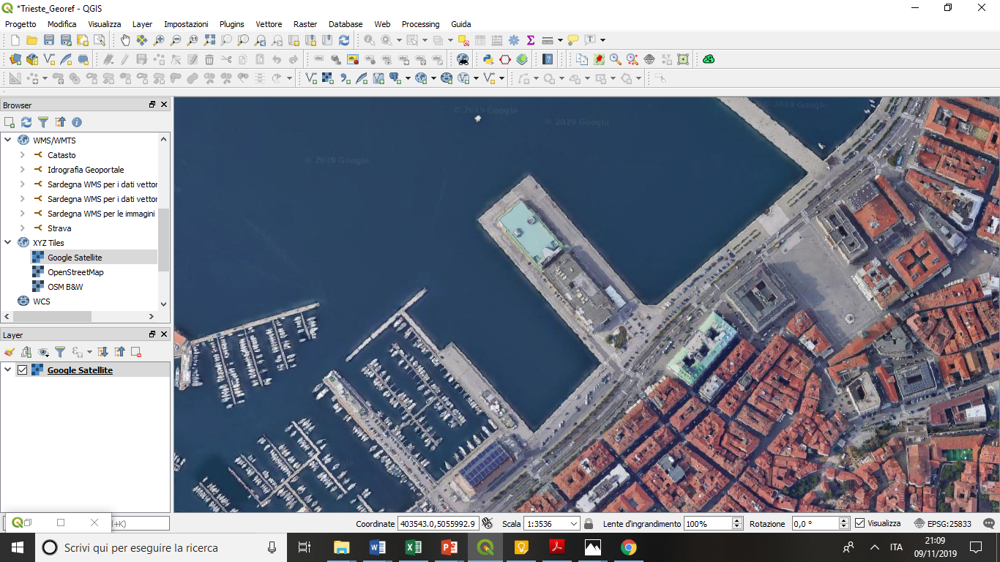 *Trieste_Georef - QGIS
Progetto Modifica Visualizza Layer Impostazioni Plugins Vettore Raster Database Web Processing Guida
Browser
WMS/WMTS
Catasto
Idrografia Geoportale
Sardegna WMS per i dati vettor
Sardegna WMS per i dati vettor
Sardegna WMS per le immagini
Strava
XYZ Tiles
Google Satellite
OpenStreetMap
OSM B&W
WCS
Layer
Google Satellite
© 2019 Google
© 2019 Google
2019 Google
© 2019 Google
+K)
Coordinate 403543.0,5055992.9 Scala 1:3536 Lente d'ingrandimento 100% Rotazione 0,0 ° Visualizza EPSG:25833
Scrivi qui per eseguire la ricerca
ITA
21:09
09/11/2019